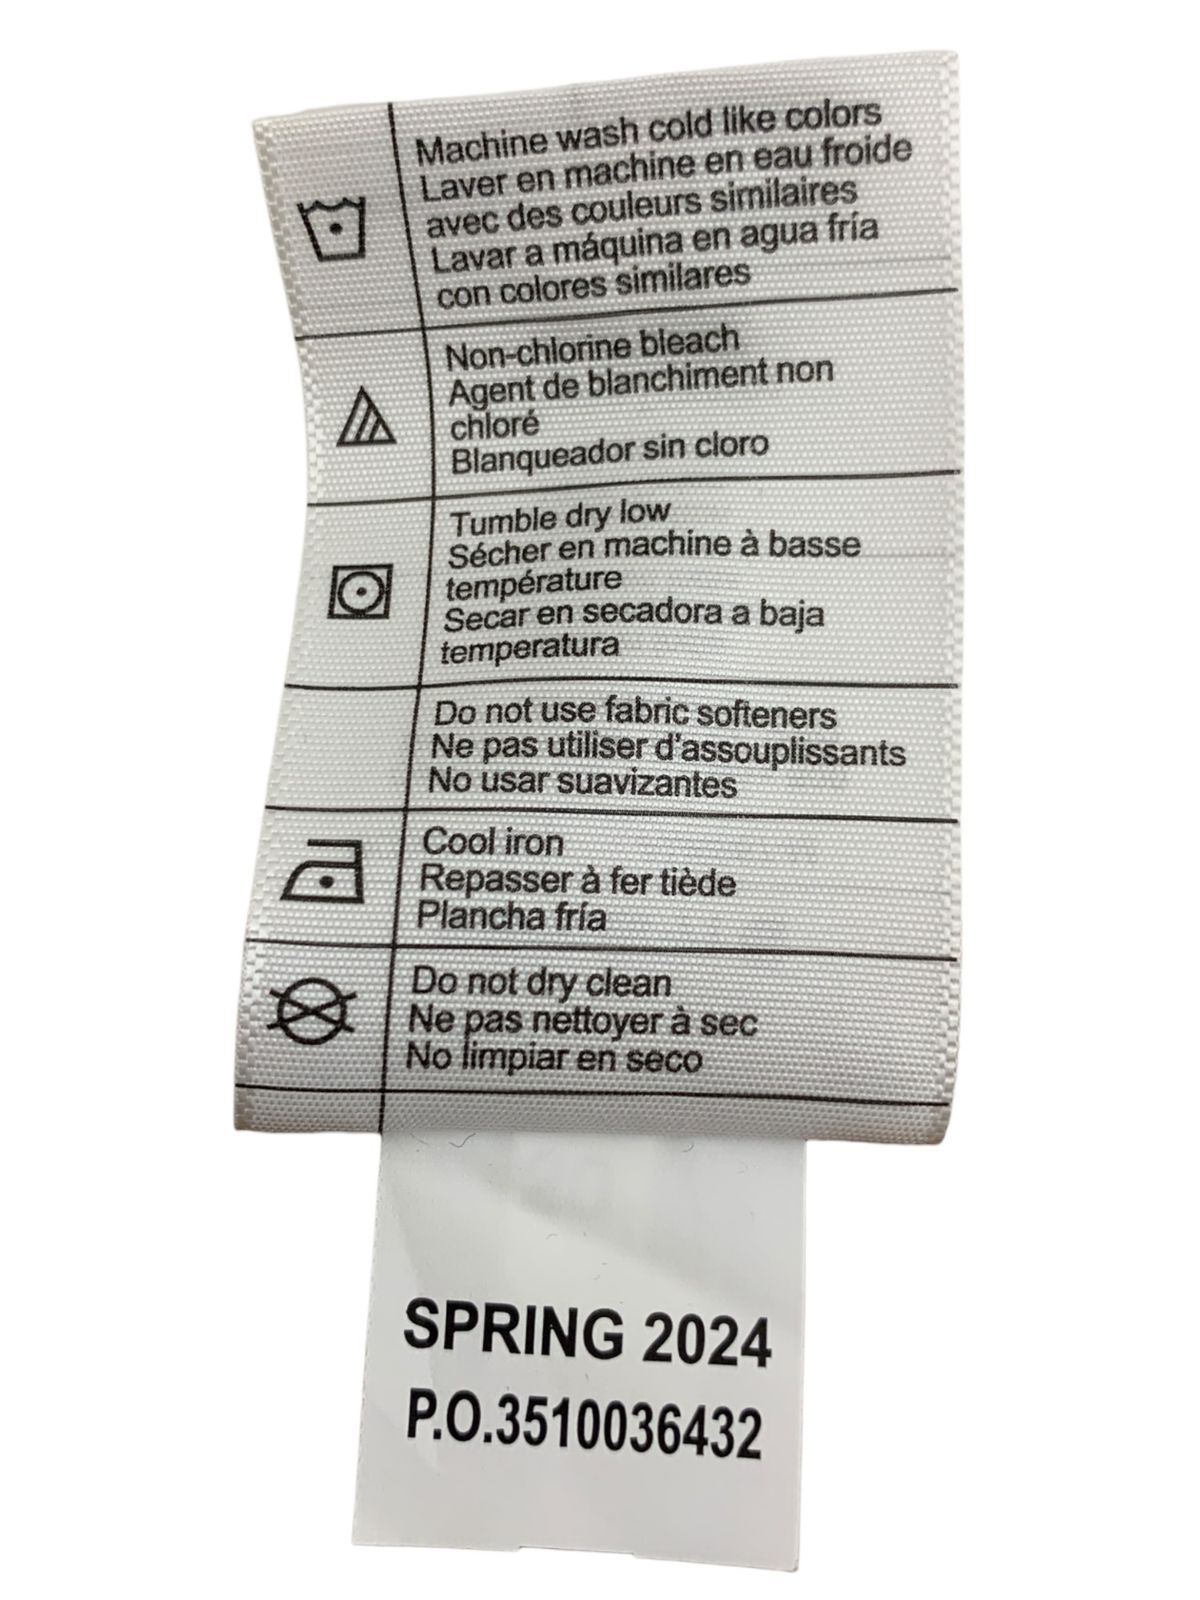 Machine wash cold like colors
Laver en machine en eau froide
avec des couleurs similaires
Lavar a máquina en agua fría
con colores similares
Non-chlorine bleach
Agent de blanchiment non
chloré
Blanqueador sin cloro
Tumble dry low
Sécher en machine à basse
température
Secar en secadora a baja
temperatura
Do not use fabric softeners
Ne pas utiliser d'assouplissants
No usar suavizantes
Cool iron
Repasser à fer tiède
Plancha fría
Do not dry clean
Ne pas nettoyer à sec
No limpiar en seco
SPRING 2024
P.O.3510036432